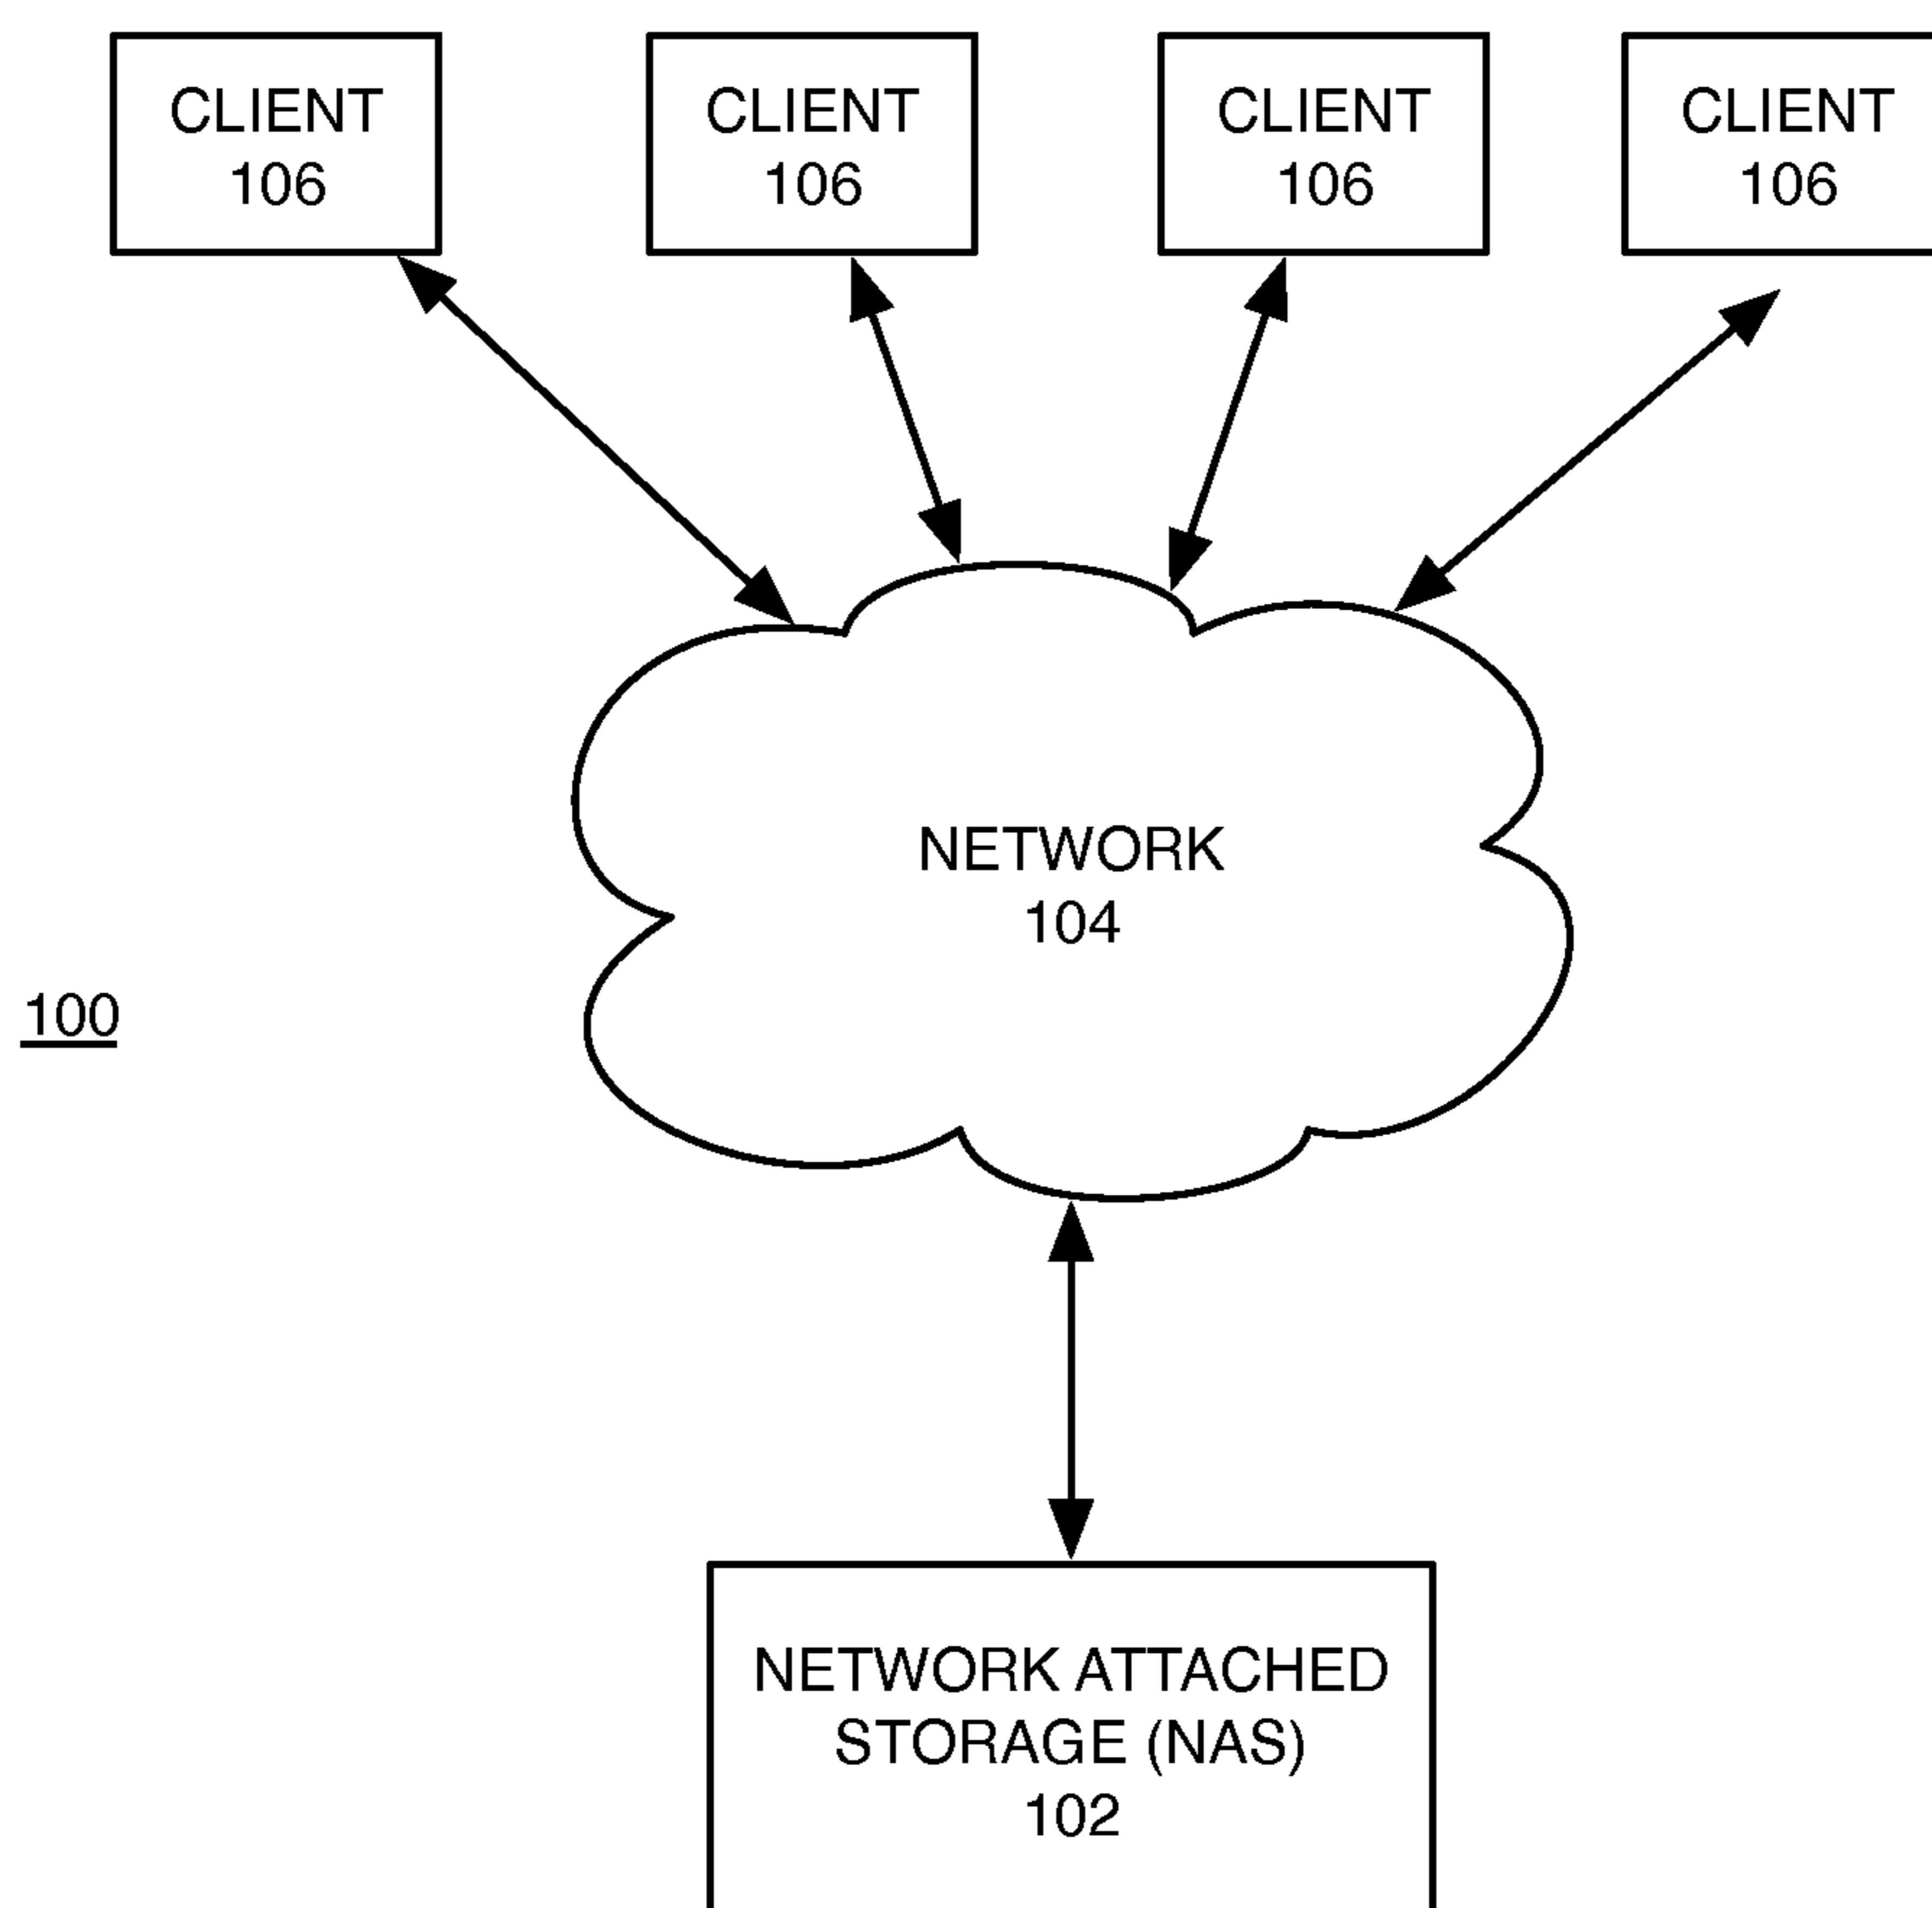 CLIENT
106
CLIENT
106
CLIENT
106
CLIENT
106
NETWORK
104
100
NETWORK ATTACHED
STORAGE (NAS)
102